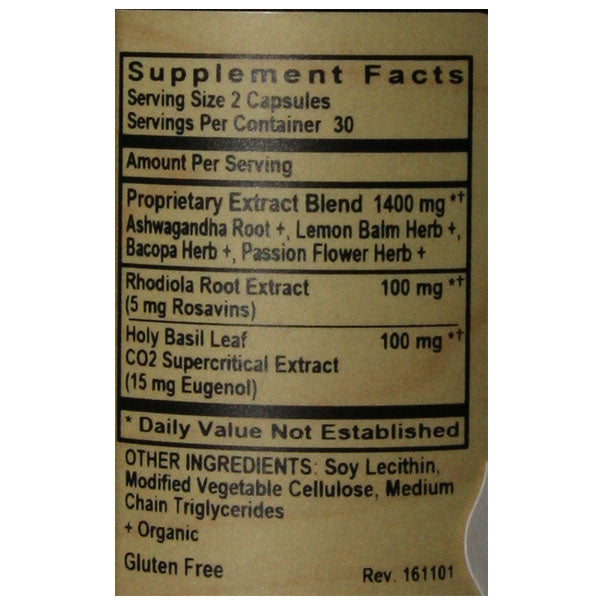 Supplement Facts
Serving Size 2 Capsules
Servings Per Container 30
Amount Per Serving
Proprietary Extract Blend 1400 mg *†
Ashwagandha Root +, Lemon Balm Herb +,
Bacopa Herb +, Passion Flower Herb +
Rhodiola Root Extract 100 mg *†
(5 mg Rosavins)
Holy Basil Leaf 100 mg *†
CO2 Supercritical Extract
(15 mg Eugenol)
* Daily Value Not Established
OTHER INGREDIENTS: Soy Lecithin,
Modified Vegetable Cellulose, Medium
Chain Triglycerides
+ Organic
Gluten Free Rev. 161101